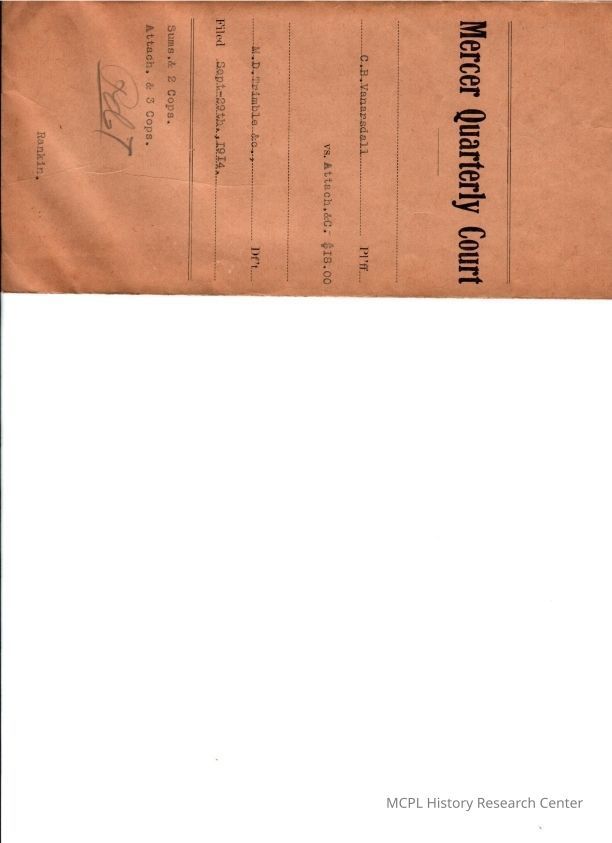 Mercer Quarterly Court
C.B.Vanarsdall Pl'ff.
vs. Attach.&C.- $18.00
M.D.Trimble &c., Df't.
Filed Sept-29th.,1914.
Sums.& 2 Cops.
Attach. & 3 Cops.
Rankin.
MCPL History Research Center